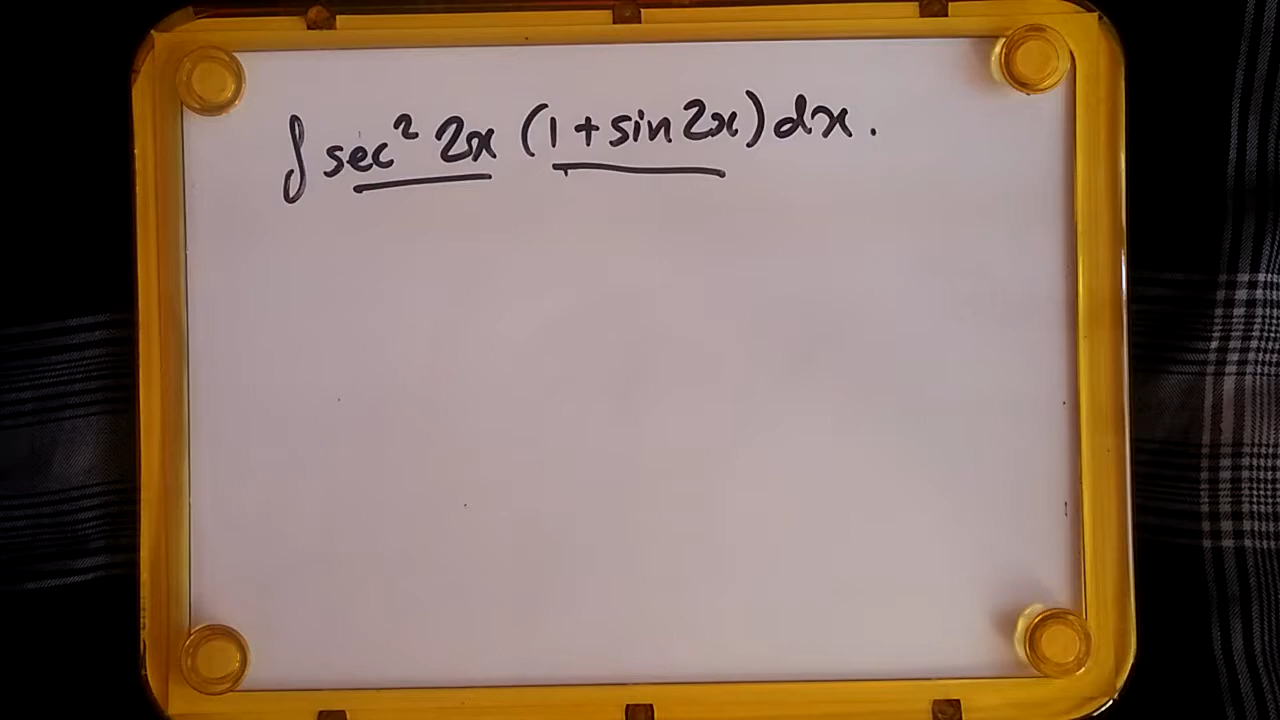 ∫ sec² 2x (1 + sin 2x) dx .